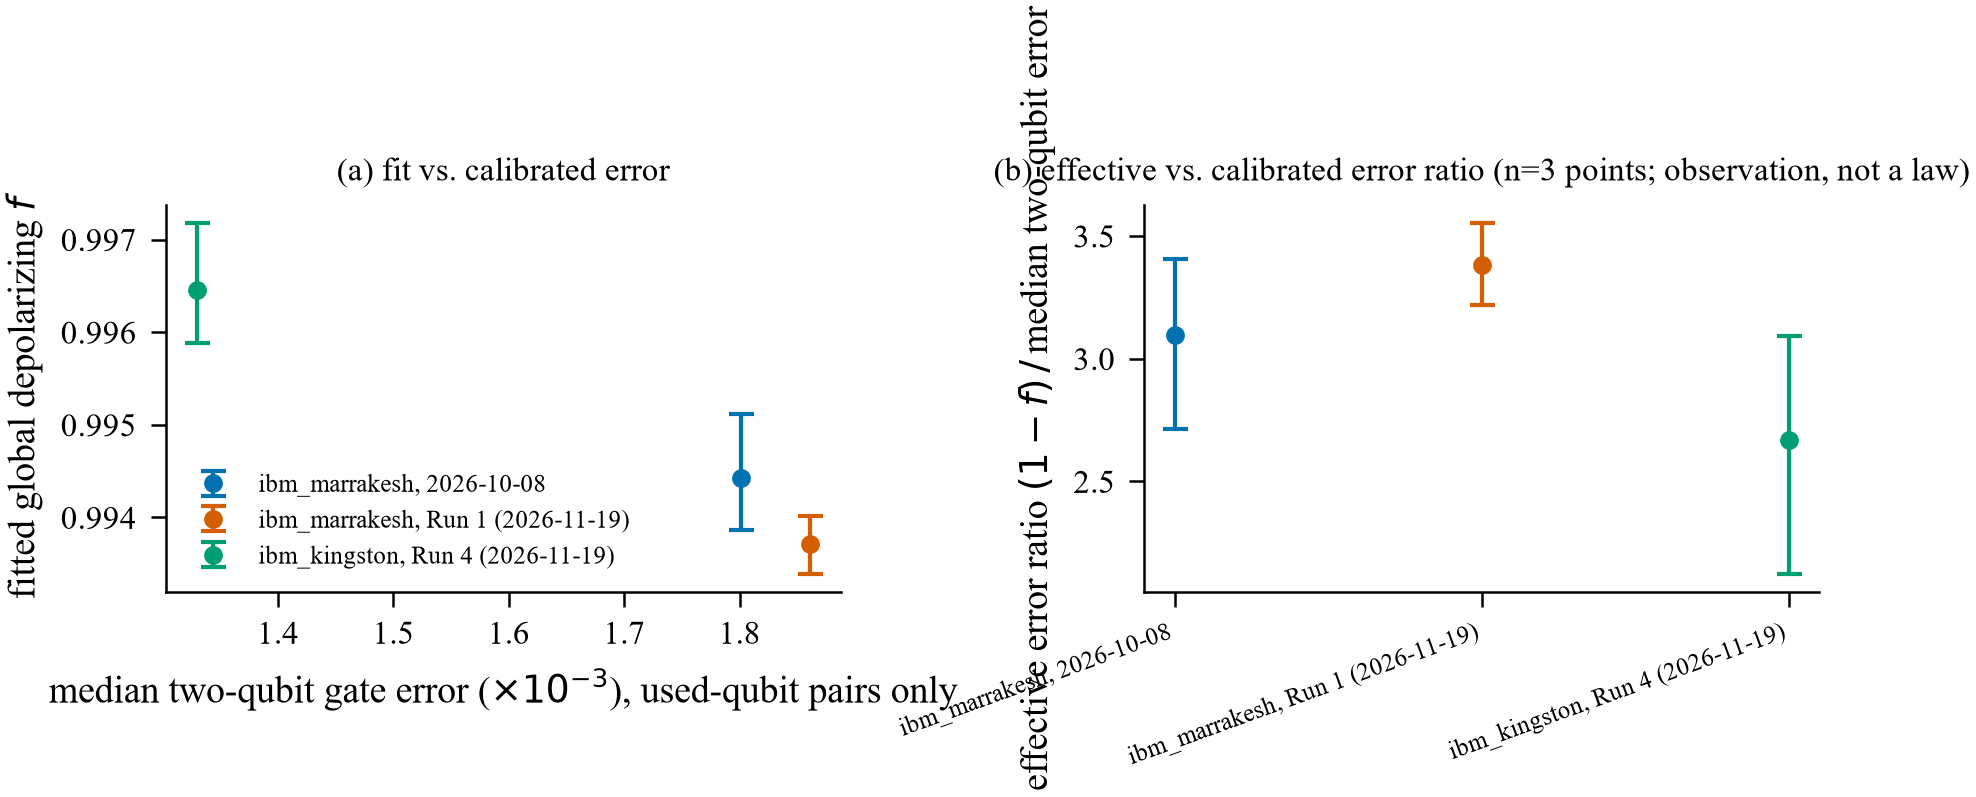 (a) fit vs. calibrated error
fitted global depolarizing f
0.997
0.996
0.995
0.994
ibm_marrakesh, 2026-10-08
ibm_marrakesh, Run 1 (2026-11-19)
ibm_kingston, Run 4 (2026-11-19)
1.4 1.5 1.6 1.7 1.8
median two-qubit gate error (×10⁻³), used-qubit pairs only
(b) effective vs. calibrated error ratio (n=3 points; observation, not a law)
effective error ratio (1 − f) / median two-qubit error
3.5
3.0
2.5
ibm_marrakesh, 2026-10-08
ibm_marrakesh, Run 1 (2026-11-19)
ibm_kingston, Run 4 (2026-11-19)